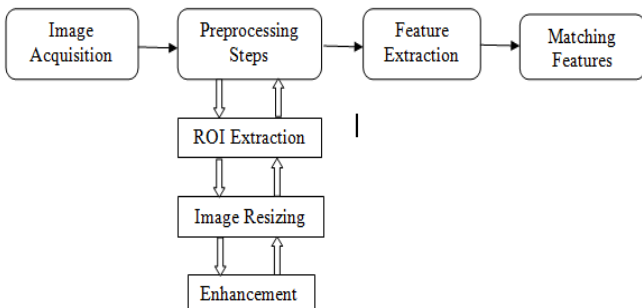 Image
Acquisition
Preprocessing
Steps
Feature
Extraction
Matching
Features
ROI Extraction
Image Resizing
Enhancement